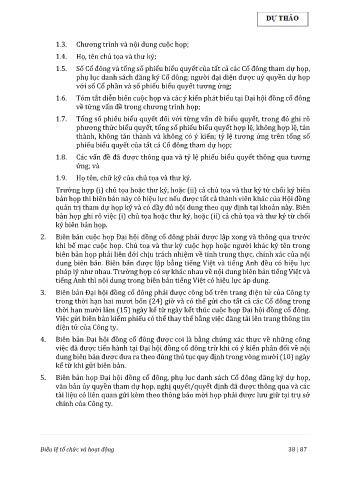 DỰ THẢO
1.3. Chương trình và nội dung cuộc họp;
1.4. Họ, tên chủ tọa và thư ký;
1.5. Số Cổ đông và tổng số phiếu biểu quyết của tất cả các Cổ đông tham dự họp,
phụ lục danh sách đăng ký Cổ đông; người đại diện được uỷ quyền dự họp
với số Cổ phần và số phiếu biểu quyết tương ứng;
1.6. Tóm tắt diễn biến cuộc họp và các ý kiến phát biểu tại Đại hội đồng cổ đông
về từng vấn đề trong chương trình họp;
1.7. Tổng số phiếu biểu quyết đối với từng vấn đề biểu quyết, trong đó ghi rõ
phương thức biểu quyết, tổng số phiếu biểu quyết hợp lệ, không hợp lệ, tán
thành, không tán thành và không có ý kiến; tỷ lệ tương ứng trên tổng số
phiếu biểu quyết của tất cả Cổ đông tham dự họp;
1.8. Các vấn đề đã được thông qua và tỷ lệ phiếu biểu quyết thông qua tương
ứng; và
1.9. Họ tên, chữ ký của chủ tọa và thư ký.
Trường hợp (i) chủ tọa hoặc thư ký, hoặc (ii) cả chủ tọa và thư ký từ chối ký biên
bản họp thì biên bản này có hiệu lực nếu được tất cả thành viên khác của Hội đồng
quản trị tham dự họp ký và có đầy đủ nội dung theo quy định tại khoản này. Biên
bản họp ghi rõ việc (i) chủ tọa hoặc thư ký, hoặc (ii) cả chủ tọa và thư ký từ chối
ký biên bản họp.
2. Biên bản cuộc họp Đại hội đồng cổ đông phải được lập xong và thông qua trước
khi bế mạc cuộc họp. Chủ toạ và thư ký cuộc họp hoặc người khác ký tên trong
biên bản họp phải liên đới chịu trách nhiệm về tính trung thực, chính xác của nội
dung biên bản. Biên bản được lập bằng tiếng Việt và tiếng Anh đều có hiệu lực
pháp lý như nhau. Trường hợp có sự khác nhau về nội dung biên bản tiếng Việt và
tiếng Anh thì nội dung trong biên bản tiếng Việt có hiệu lực áp dụng.
3. Biên bản Đại hội đồng cổ đông phải được công bố trên trang điện tử của Công ty
trong thời hạn hai mươi bốn (24) giờ và có thể gửi cho tất cả các Cổ đông trong
thời hạn mười lăm (15) ngày kể từ ngày kết thúc cuộc họp Đại hội đồng cổ đông.
Việc gửi biên bản kiểm phiếu có thể thay thế bằng việc đăng tải lên trang thông tin
điện tử của Công ty.
4. Biên bản Đại hội đồng cổ đông được coi là bằng chứng xác thực về những công
việc đã được tiến hành tại Đại hội đồng cổ đông trừ khi có ý kiến phản đối về nội
dung biên bản được đưa ra theo đúng thủ tục quy định trong vòng mười (10) ngày
kể từ khi gửi biên bản.
5. Biên bản họp Đại hội đồng cổ đông, phụ lục danh sách Cổ đông đăng ký dự họp,
văn bản ủy quyền tham dự họp, nghị quyết/quyết định đã được thông qua và các
tài liệu có liên quan gửi kèm theo thông báo mời họp phải được lưu giữ tại trụ sở
chính của Công ty.
Điều lệ tổ chức và hoạt động 38 | 87